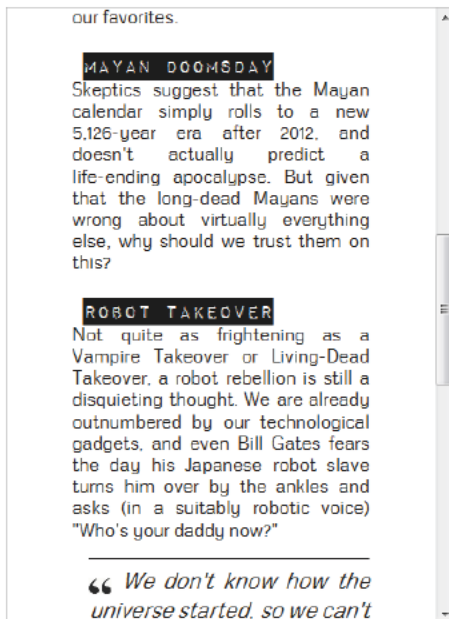 our favorites.
MAYAN DOOMSDAY
Skeptics suggest that the Mayan
calendar simply rolls to a new
5,126-year era after 2012, and
doesn't actually predict a
life-ending apocalypse. But given
that the long-dead Mayans were
wrong about virtually everything
else, why should we trust them on
this?
ROBOT TAKEOVER
Not quite as frightening as a
Vampire Takeover or Living-Dead
Takeover, a robot rebellion is still a
disquieting thought. We are already
outnumbered by our technological
gadgets, and even Bill Gates fears
the day his Japanese robot slave
turns him over by the ankles and
asks (in a suitably robotic voice)
"Who's your daddy now?"
“ We don't know how the
universe started, so we can't